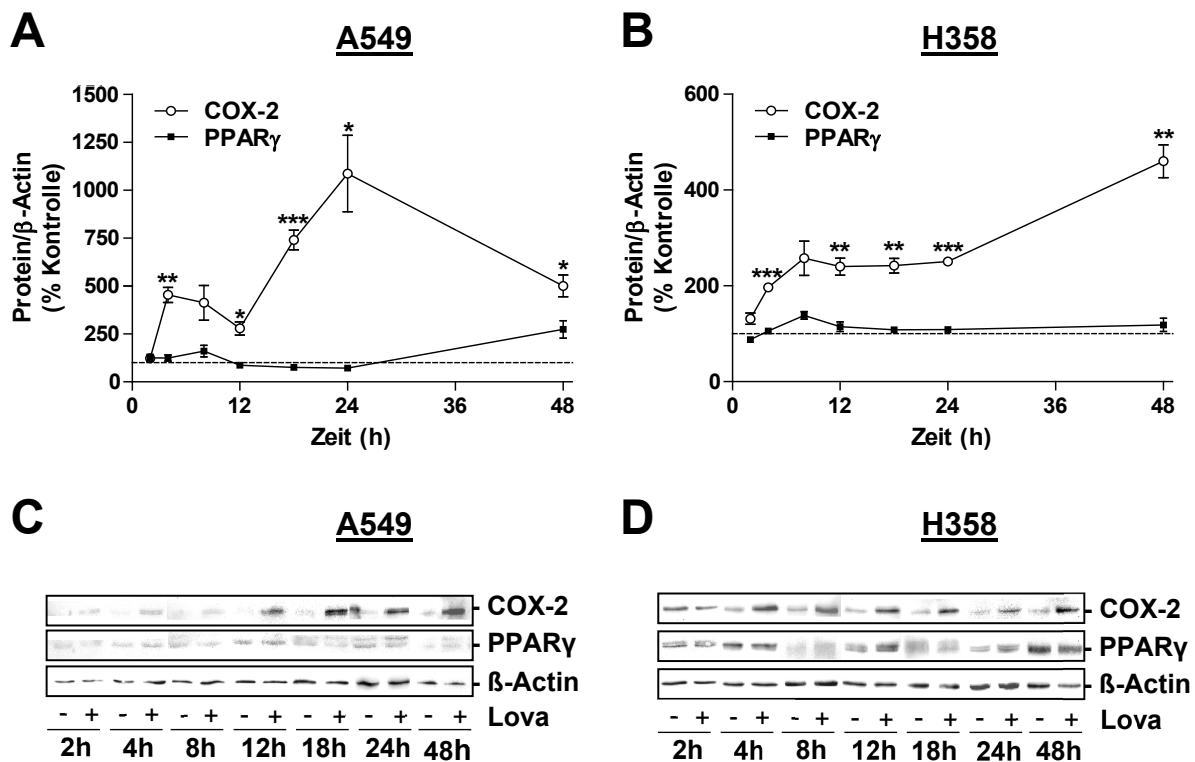 A
A549
COX-2
PPARγ
Protein/β-Actin
(% Kontrolle)
1500
1250
1000
750
500
250
0
**
*
***
*
*
0 12 24 36 48
Zeit (h)
B
H358
COX-2
PPARγ
Protein/β-Actin
(% Kontrolle)
600
400
200
0
***
**
**
***
**
0 12 24 36 48
Zeit (h)
C
A549
- COX-2
PPARγ
- ß-Actin
- + - + - + - + - + - + - + Lova
2h 4h 8h 12h 18h 24h 48h
D
H358
- COX-2
- PPARγ
- ß-Actin
- + - + - + - + - + - + - + Lova
2h 4h 8h 12h 18h 24h 48h